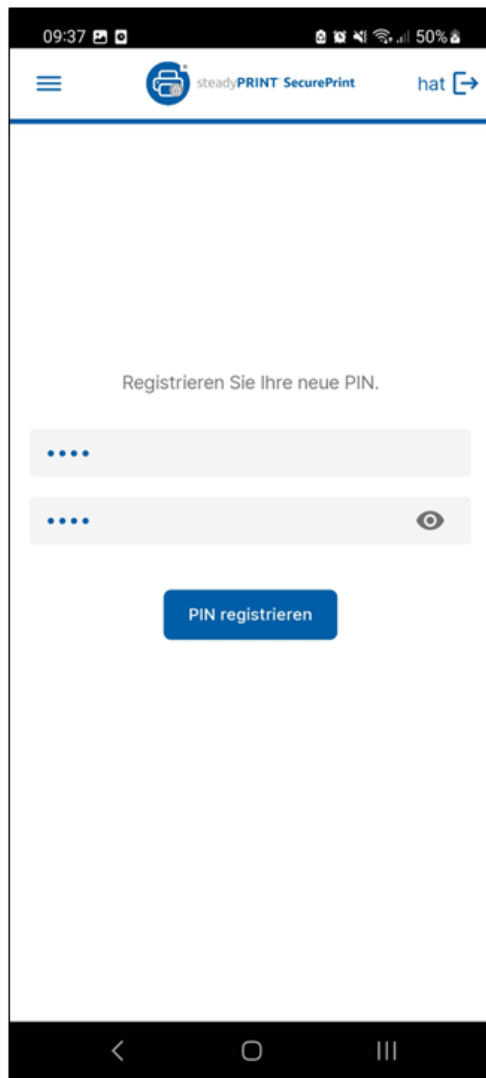 09:37 50%
steadyPRINT SecurePrint hat
Registrieren Sie Ihre neue PIN.
••••
••••
PIN registrieren